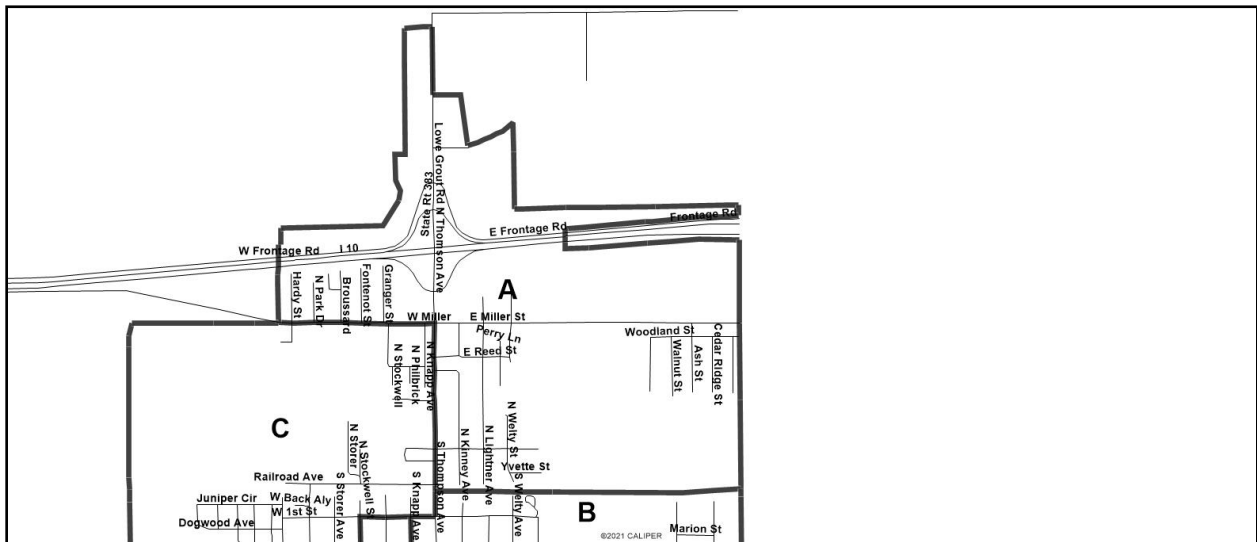 Lowe Grout Rd N Thomson Ave
State Rt 383
Frontage Rd
E Frontage Rd
W Frontage Rd
I 10
Hardy St
N Park Dr
Broussard
Fontenot St
Granger St
A
W Miller
E Miller St
Perry Ln
E Reed St
Woodland St
Walnut St
Ash St
Cedar Ridge St
N Stockwell
N Philbrick
N Knapp Ave
C
N Storer
N Stockwell St
N Kinney Ave
N Lightner Ave
N Welty St
Yvette St
Railroad Ave
S Storer Ave
S Knapp Ave
S Thompson Ave
S Welty Ave
Juniper Cir
W Back Aly
W 1st St
Dogwood Ave
B
Marion St
©2021 CALIPER